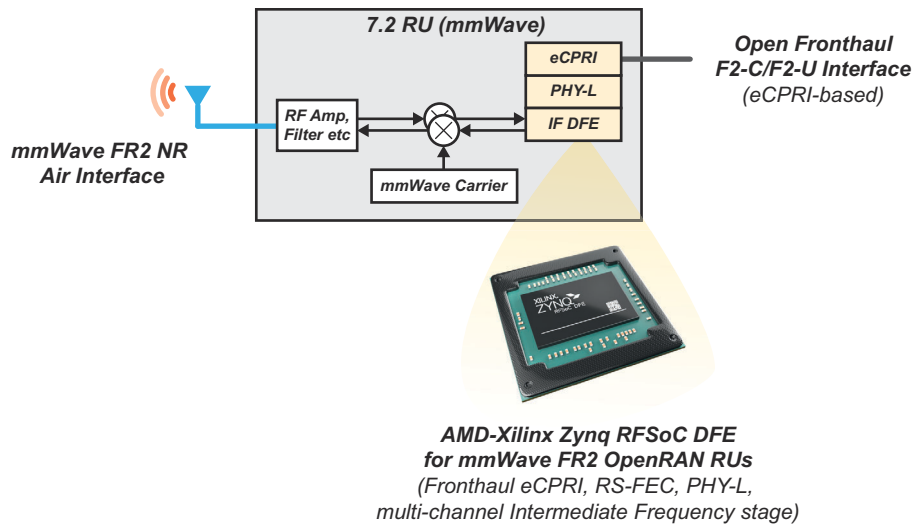 7.2 RU (mmWave)
eCPRI
PHY-L
IF DFE
RF Amp,
Filter etc
mmWave Carrier
mmWave FR2 NR
Air Interface
Open Fronthaul
F2-C/F2-U Interface
(eCPRI-based)
XILINX
ZYNQ
RFSoC DFE
AMD-Xilinx Zynq RFSoC DFE
for mmWave FR2 OpenRAN RUs
(Fronthaul eCPRI, RS-FEC, PHY-L,
multi-channel Intermediate Frequency stage)